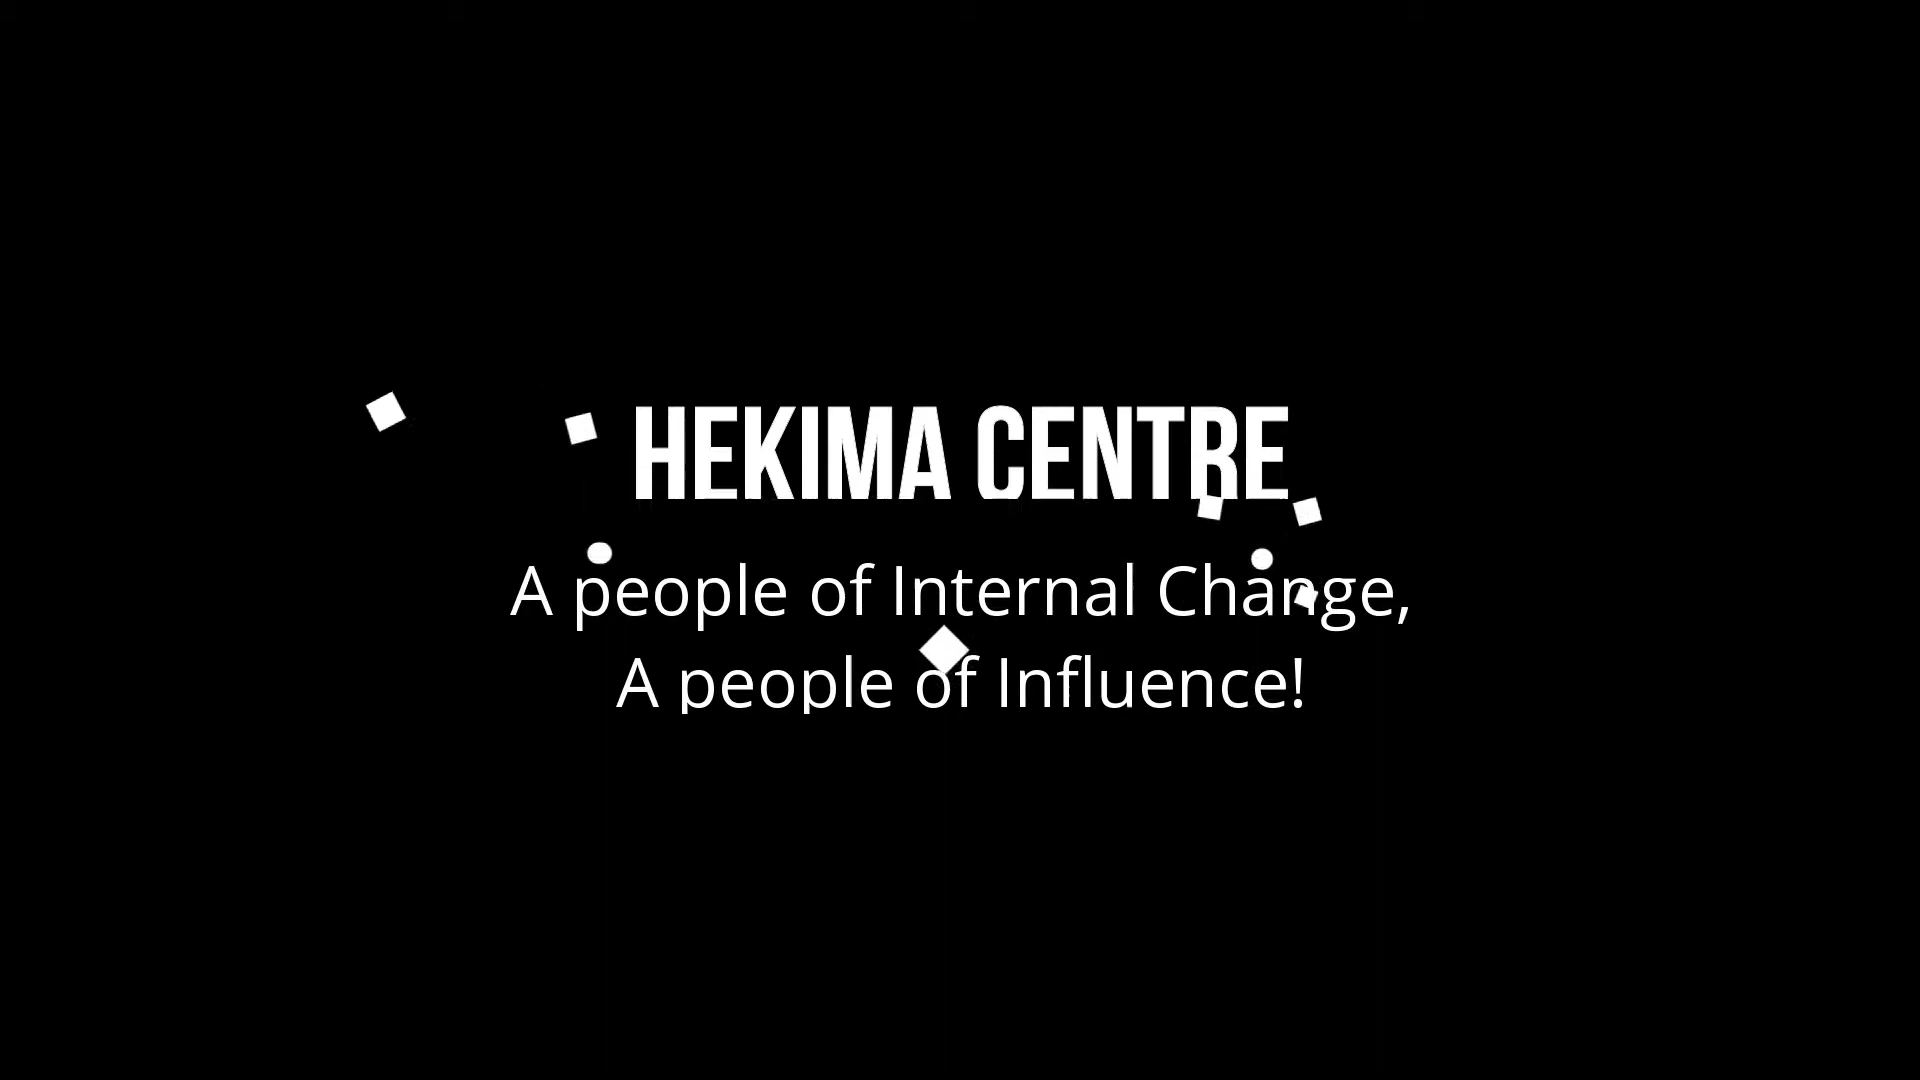 HEKIMA CENTRE
A people of Internal Change,
A people of Influence!